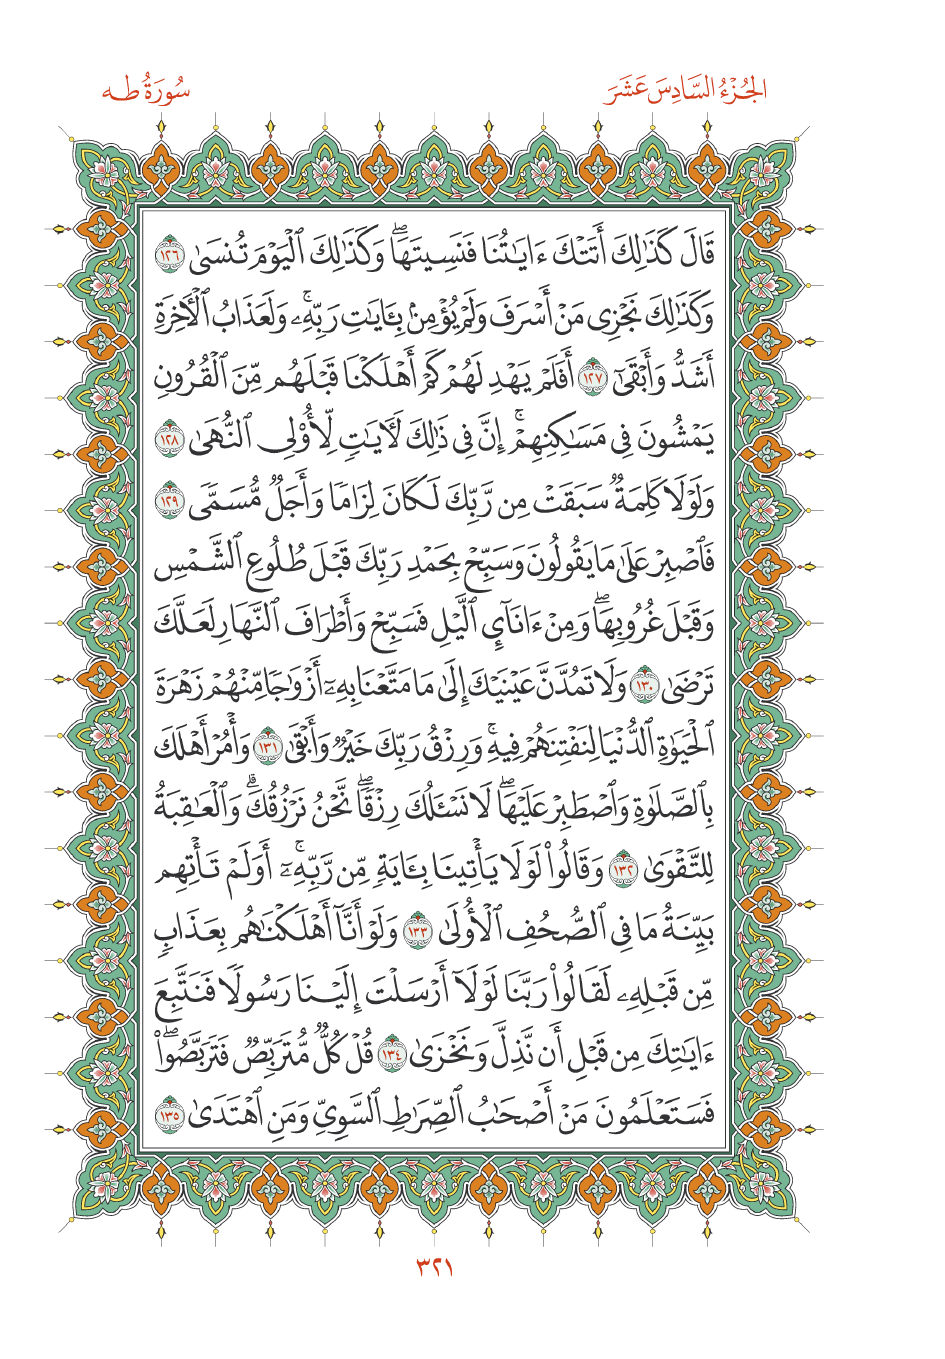 الجُزْءُ السَّادِسَ عَشَرَ
سُورَةُ طه
قَالَ كَذَٰلِكَ أَتَتْكَ ءَايَٰتُنَا فَنَسِيتَهَاۖ وَكَذَٰلِكَ ٱلْيَوْمَ تُنسَىٰ ١٢٦
وَكَذَٰلِكَ نَجْزِى مَنْ أَسْرَفَ وَلَمْ يُؤْمِنۢ بِـَٔايَٰتِ رَبِّهِۦۚ وَلَعَذَابُ ٱلْأَخِرَةِ
أَشَدُّ وَأَبْقَىٰٓ ١٢٧ أَفَلَمْ يَهْدِ لَهُمْ كَمْ أَهْلَكْنَا قَبْلَهُم مِّنَ ٱلْقُرُونِ
يَمْشُونَ فِى مَسَٰكِنِهِمْۚ إِنَّ فِى ذَٰلِكَ لَأٓيَٰتٍ لِّأُو۟لِى ٱلنُّهَىٰ ١٢٨
وَلَوْلَا كَلِمَةٌ سَبَقَتْ مِن رَّبِّكَ لَكَانَ لِزَامًا وَأَجَلٌ مُّسَمًّى ١٢٩
فَٱصْبِرْ عَلَىٰ مَا يَقُولُونَ وَسَبِّحْ بِحَمْدِ رَبِّكَ قَبْلَ طُلُوعِ ٱلشَّمْسِ
وَقَبْلَ غُرُوبِهَاۖ وَمِنْ ءَانَآئِ ٱلَّيْلِ فَسَبِّحْ وَأَطْرَافَ ٱلنَّهَارِ لَعَلَّكَ
تَرْضَىٰ ١٣٠ وَلَا تَمُدَّنَّ عَيْنَيْكَ إِلَىٰ مَا مَتَّعْنَا بِهِۦٓ أَزْوَٰجًا مِّنْهُمْ زَهْرَةَ
ٱلْحَيَوٰةِ ٱلدُّنْيَا لِنَفْتِنَهُمْ فِيهِۚ وَرِزْقُ رَبِّكَ خَيْرٌ وَأَبْقَىٰ ١٣١ وَأْمُرْ أَهْلَكَ
بِٱلصَّلَوٰةِ وَٱصْطَبِرْ عَلَيْهَاۖ لَا نَسْـَٔلُكَ رِزْقًاۖ نَّحْنُ نَرْزُقُكَۗ وَٱلْعَٰقِبَةُ
لِلتَّقْوَىٰ ١٣٢ وَقَالُوا۟ لَوْلَا يَأْتِينَا بِـَٔايَةٍ مِّن رَّبِّهِۦٓۚ أَوَلَمْ تَأْتِهِم
بَيِّنَةُ مَا فِى ٱلصُّحُفِ ٱلْأُولَىٰ ١٣٣ وَلَوْ أَنَّآ أَهْلَكْنَٰهُم بِعَذَابٍ
مِّن قَبْلِهِۦ لَقَالُوا۟ رَبَّنَا لَوْلَآ أَرْسَلْتَ إِلَيْنَا رَسُولًا فَنَتَّبِعَ
ءَايَٰتِكَ مِن قَبْلِ أَن نَّذِلَّ وَنَخْزَىٰ ١٣٤ قُلْ كُلٌّ مُّتَرَبِّصٌ فَتَرَبَّصُوا۟ۖ
فَسَتَعْلَمُونَ مَنْ أَصْحَٰبُ ٱلصِّرَٰطِ ٱلسَّوِىِّ وَمَنِ ٱهْتَدَىٰ ١٣٥
٣٢١